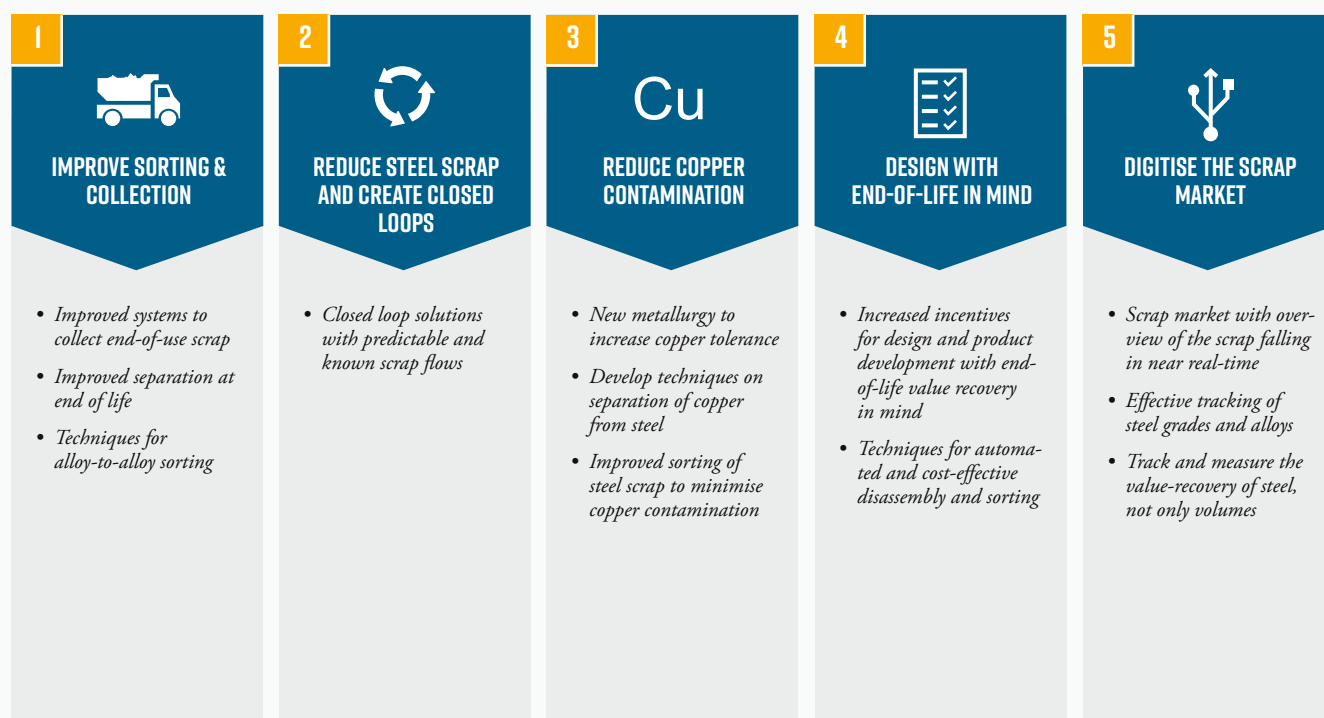 1
IMPROVE SORTING &
COLLECTION
• Improved systems to
collect end-of-use scrap
• Improved separation at
end of life
• Techniques for
alloy-to-alloy sorting
2
REDUCE STEEL SCRAP
AND CREATE CLOSED
LOOPS
• Closed loop solutions
with predictable and
known scrap flows
3
Cu
REDUCE COPPER
CONTAMINATION
• New metallurgy to
increase copper tolerance
• Develop techniques on
separation of copper
from steel
• Improved sorting of
steel scrap to minimise
copper contamination
4
DESIGN WITH
END-OF-LIFE IN MIND
• Increased incentives
for design and product
development with end-
of-life value recovery
in mind
• Techniques for automa-
ted and cost-effective
disassembly and sorting
5
DIGITISE THE SCRAP
MARKET
• Scrap market with over-
view of the scrap falling
in near real-time
• Effective tracking of
steel grades and alloys
• Track and measure the
value-recovery of steel,
not only volumes